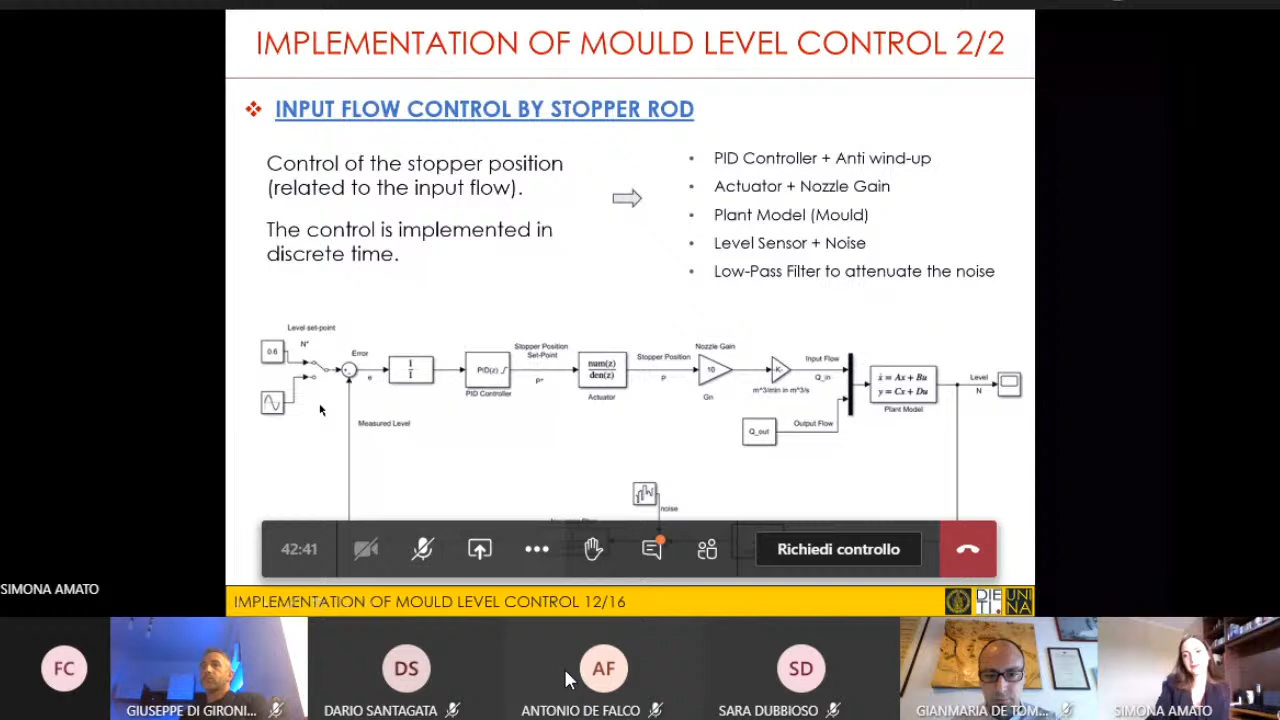 IMPLEMENTATION OF MOULD LEVEL CONTROL 2/2
INPUT FLOW CONTROL BY STOPPER ROD
Control of the stopper position
(related to the input flow).
The control is implemented in
discrete time.
• PID Controller + Anti wind-up
• Actuator + Nozzle Gain
• Plant Model (Mould)
• Level Sensor + Noise
• Low-Pass Filter to attenuate the noise
Level set-point
N*
0.6
Error
e
1
1
PID(z)
PID Controller
Stopper Position
Set-Point
P*
num(z)
den(z)
Actuator
Stopper Position
P
Nozzle Gain
10
Gn
-K-
m^3/min in m^3/s
Input Flow
Q_in
Q_out
Output Flow
ẋ = Ax + Bu
y = Cx + Du
Plant Model
Level
N
Measured Level
noise
42:41
Richiedi controllo
SIMONA AMATO
IMPLEMENTATION OF MOULD LEVEL CONTROL 12/16
DIE
TI.
UNI
NA
FC
GIUSEPPE DI GIRONI...
DS
DARIO SANTAGATA
AF
ANTONIO DE FALCO
SD
SARA DUBBIOSO
GIANMARIA DE TOM...
SIMONA AMATO